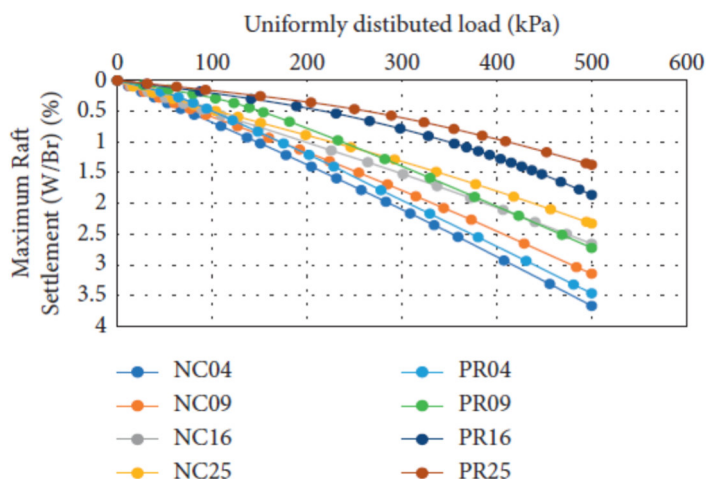 Uniformly distibuted load (kPa)
0 100 200 300 400 500 600
Maximum Raft
Settlement (W/Br) (%)
0
0.5
1
1.5
2
2.5
3
3.5
4
NC04 PR04
NC09 PR09
NC16 PR16
NC25 PR25